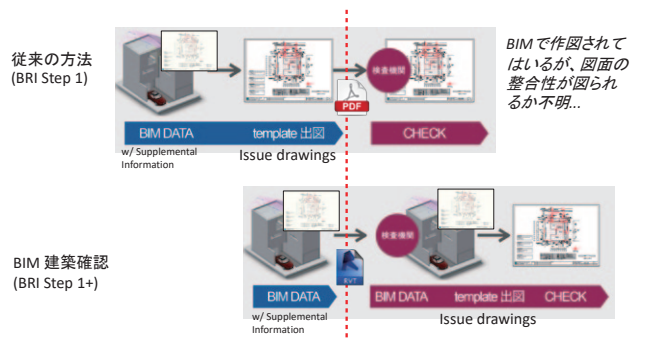 従来の方法
(BRI Step 1)
検査機関
PDF
BIMで作図されて
はいるが、図面の
整合性が図られ
るか不明...
BIM DATA
template 出図
CHECK
w/ Supplemental
Information
Issue drawings
BIM 建築確認
(BRI Step 1+)
検査機関
RVT
BIM DATA
BIM DATA
template 出図
CHECK
w/ Supplemental
Information
Issue drawings